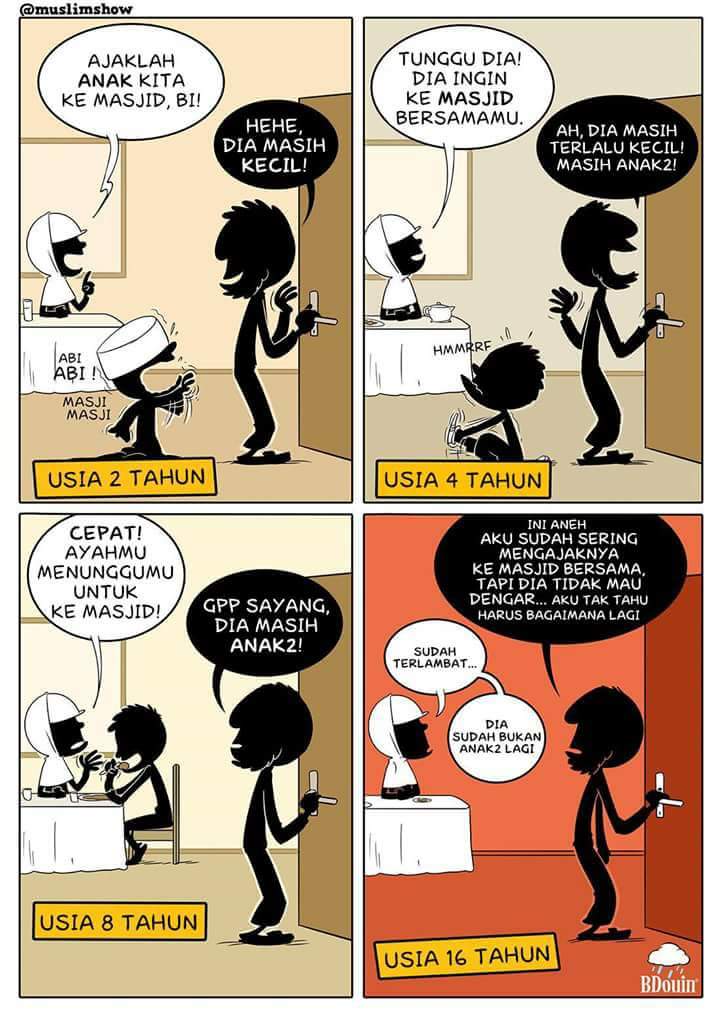 @muslimshow
AJAKLAH
ANAK KITA
KE MASJID, BI!
HEHE,
DIA MASIH
KECIL!
ABI
ABI !
MASJI
MASJI
USIA 2 TAHUN
TUNGGU DIA!
DIA INGIN
KE MASJID
BERSAMAMU.
AH, DIA MASIH
TERLALU KECIL!
MASIH ANAK2!
HMMRRF
USIA 4 TAHUN
CEPAT!
AYAHMU
MENUNGGUMU
UNTUK
KE MASJID!
GPP SAYANG,
DIA MASIH
ANAK2!
USIA 8 TAHUN
INI ANEH
AKU SUDAH SERING
MENGAJAKNYA
KE MASJID BERSAMA,
TAPI DIA TIDAK MAU
DENGAR... AKU TAK TAHU
HARUS BAGAIMANA LAGI
SUDAH
TERLAMBAT...
DIA
SUDAH BUKAN
ANAK2 LAGI
USIA 16 TAHUN
BDouin